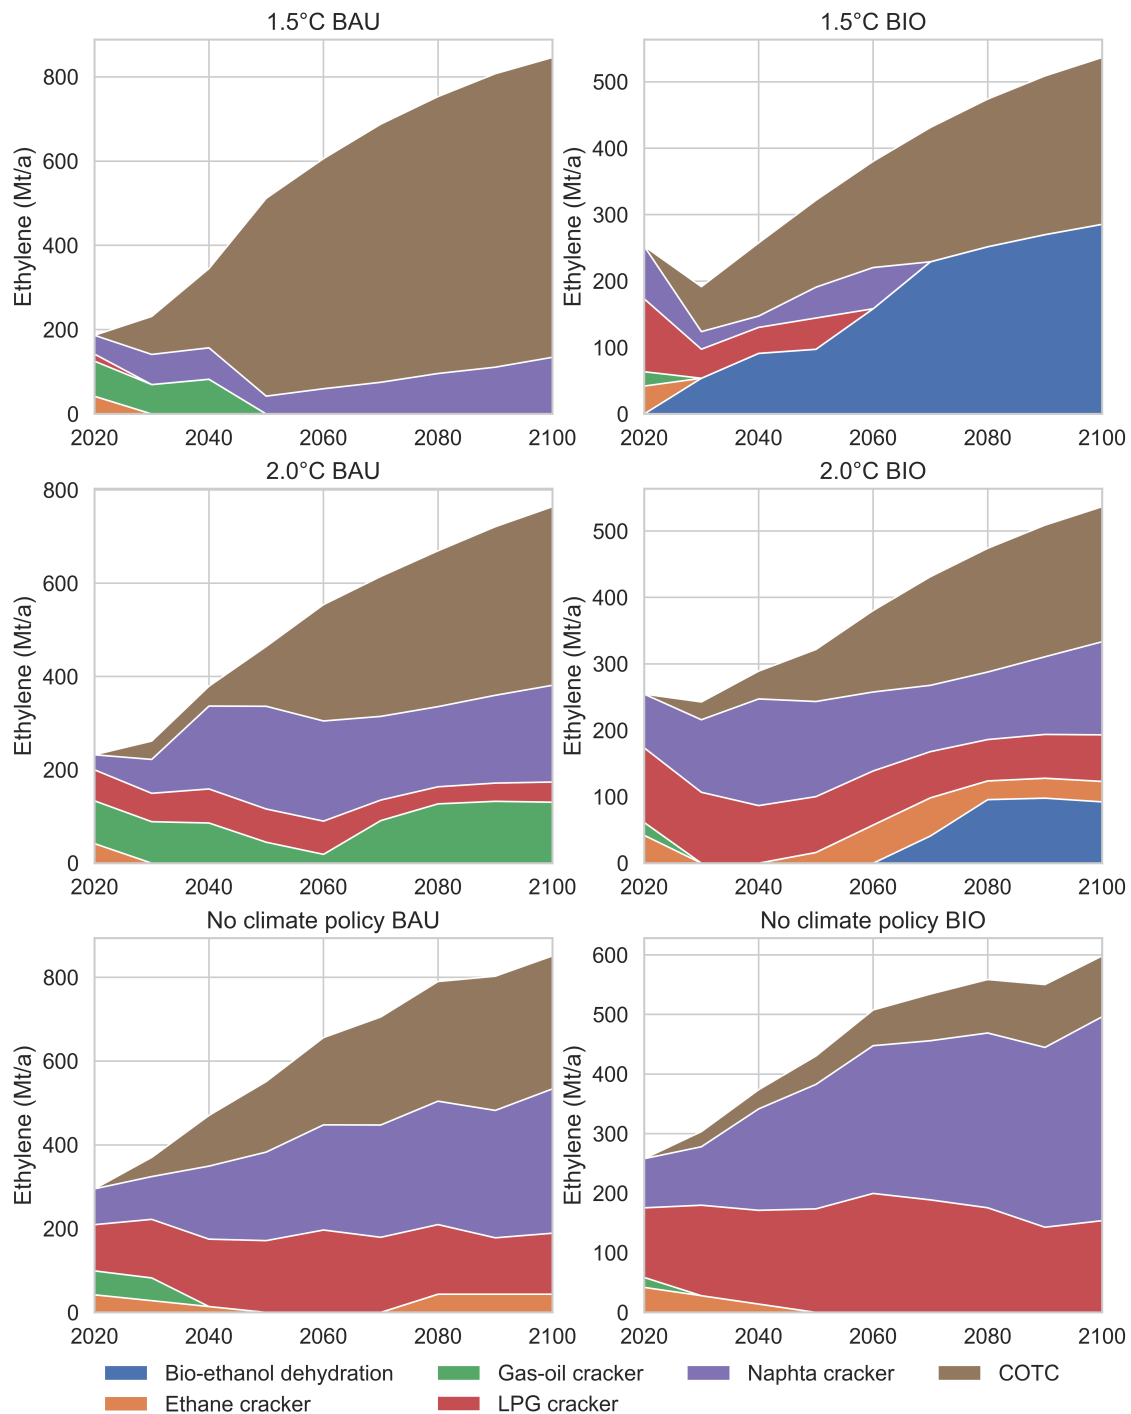 1.5°C BAU
1.5°C BIO
Ethylene (Mt/a)
800
600
400
200
0
2020 2040 2060 2080 2100
Ethylene (Mt/a)
500
400
300
200
100
0
2020 2040 2060 2080 2100
2.0°C BAU
2.0°C BIO
Ethylene (Mt/a)
800
600
400
200
0
2020 2040 2060 2080 2100
Ethylene (Mt/a)
500
400
300
200
100
0
2020 2040 2060 2080 2100
No climate policy BAU
No climate policy BIO
Ethylene (Mt/a)
800
600
400
200
0
2020 2040 2060 2080 2100
Ethylene (Mt/a)
600
500
400
300
200
100
0
2020 2040 2060 2080 2100
Bio-ethanol dehydration Gas-oil cracker Naphta cracker COTC
Ethane cracker LPG cracker